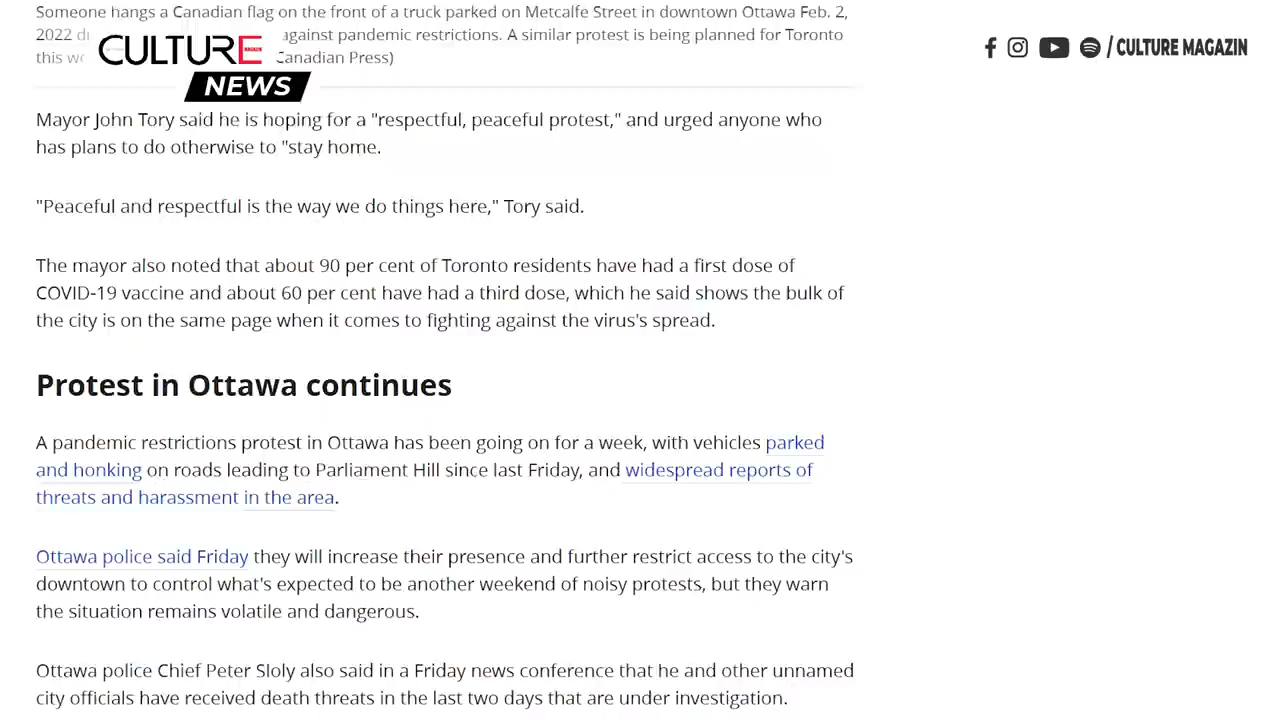 Someone hangs a Canadian flag on the front of a truck parked on Metcalfe Street in downtown Ottawa Feb. 2,
2022 against pandemic restrictions. A similar protest is being planned for Toronto
this Canadian Press)
CULTURE
NEWS
/ CULTURE MAGAZIN
Mayor John Tory said he is hoping for a "respectful, peaceful protest," and urged anyone who
has plans to do otherwise to "stay home.
"Peaceful and respectful is the way we do things here," Tory said.
The mayor also noted that about 90 per cent of Toronto residents have had a first dose of
COVID-19 vaccine and about 60 per cent have had a third dose, which he said shows the bulk of
the city is on the same page when it comes to fighting against the virus's spread.
Protest in Ottawa continues
A pandemic restrictions protest in Ottawa has been going on for a week, with vehicles parked
and honking on roads leading to Parliament Hill since last Friday, and widespread reports of
threats and harassment in the area.
Ottawa police said Friday they will increase their presence and further restrict access to the city's
downtown to control what's expected to be another weekend of noisy protests, but they warn
the situation remains volatile and dangerous.
Ottawa police Chief Peter Sloly also said in a Friday news conference that he and other unnamed
city officials have received death threats in the last two days that are under investigation.